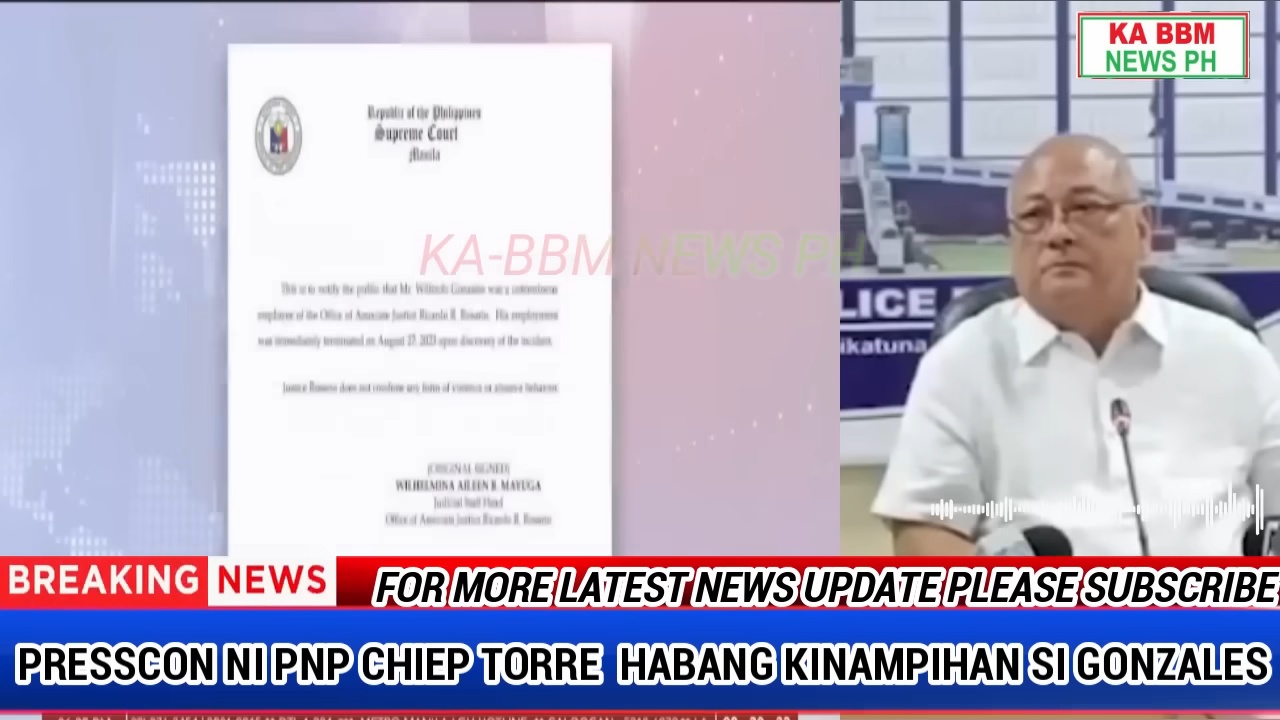 KA BBM
NEWS PH
Republic of the Philippines
Supreme Court
Manila
This is to notify the public that Mr. Wilfredo Gonzales was a coterminous
employee of the Office of Associate Justice Ricardo R. Rosario. His employment
was immediately terminated on August 27, 2023 upon discovery of the incident.
Justice Rosario does not condone any form of violence or abusive behavior.
(ORIGINAL SIGNED)
WILHELMINA AILEEN B. MAYUGA
Judicial Staff Head
Office of Associate Justice Ricardo R. Rosario
KA-BBM NEWS PH
LICE
ikatuna
BREAKING NEWS
FOR MORE LATEST NEWS UPDATE PLEASE SUBSCRIBE
PRESSCON NI PNP CHIEP TORRE HABANG KINAMPIHAN SI GONZALES